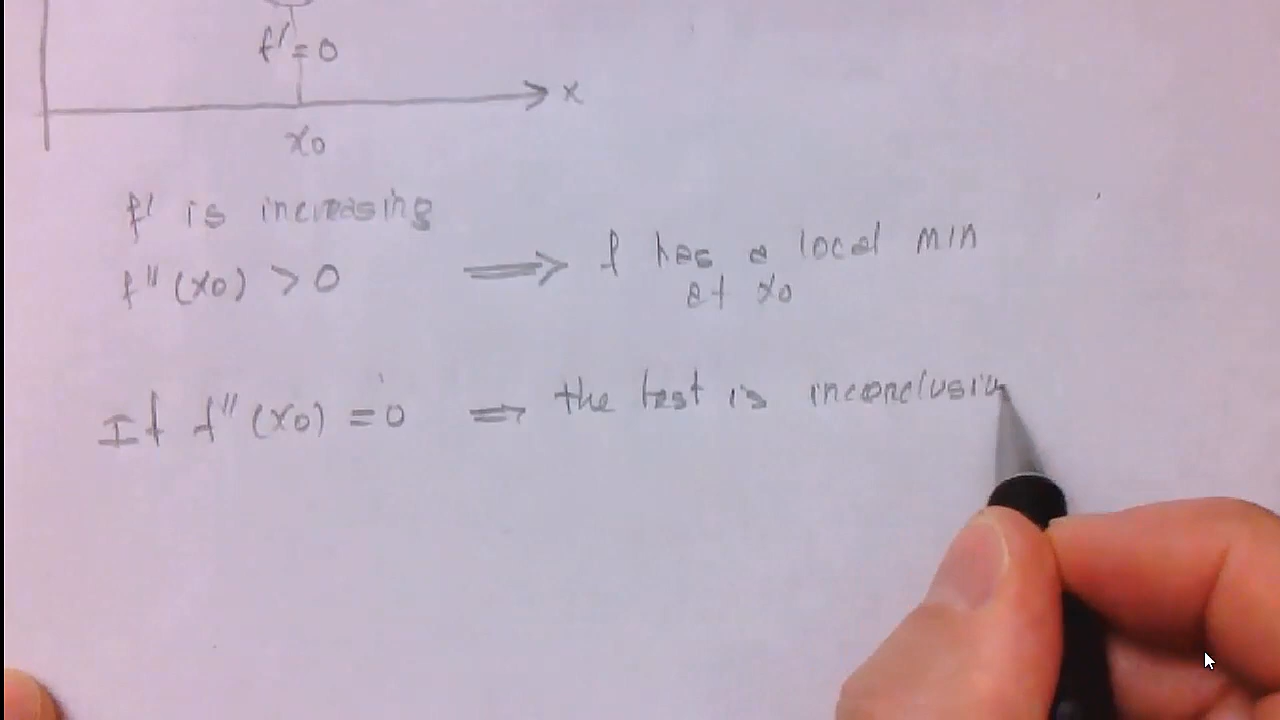 f' = 0
x
x0
f' is increasing
f''(x0) > 0 ⟹ f has a local min
at x0
If f''(x0) = 0 ⟹ the test is inconclusiv